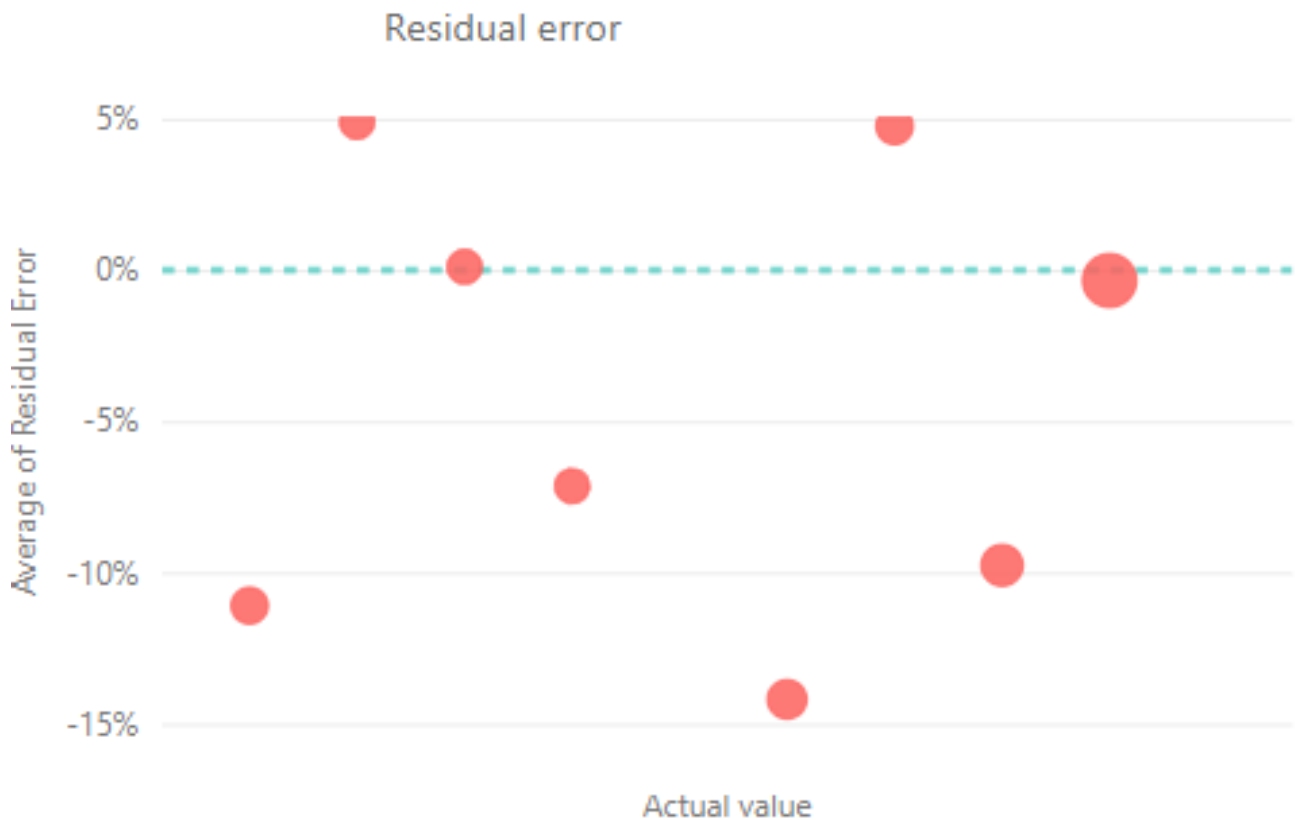 Residual error
5%
0%
-5%
-10%
-15%
Average of Residual Error
Actual value